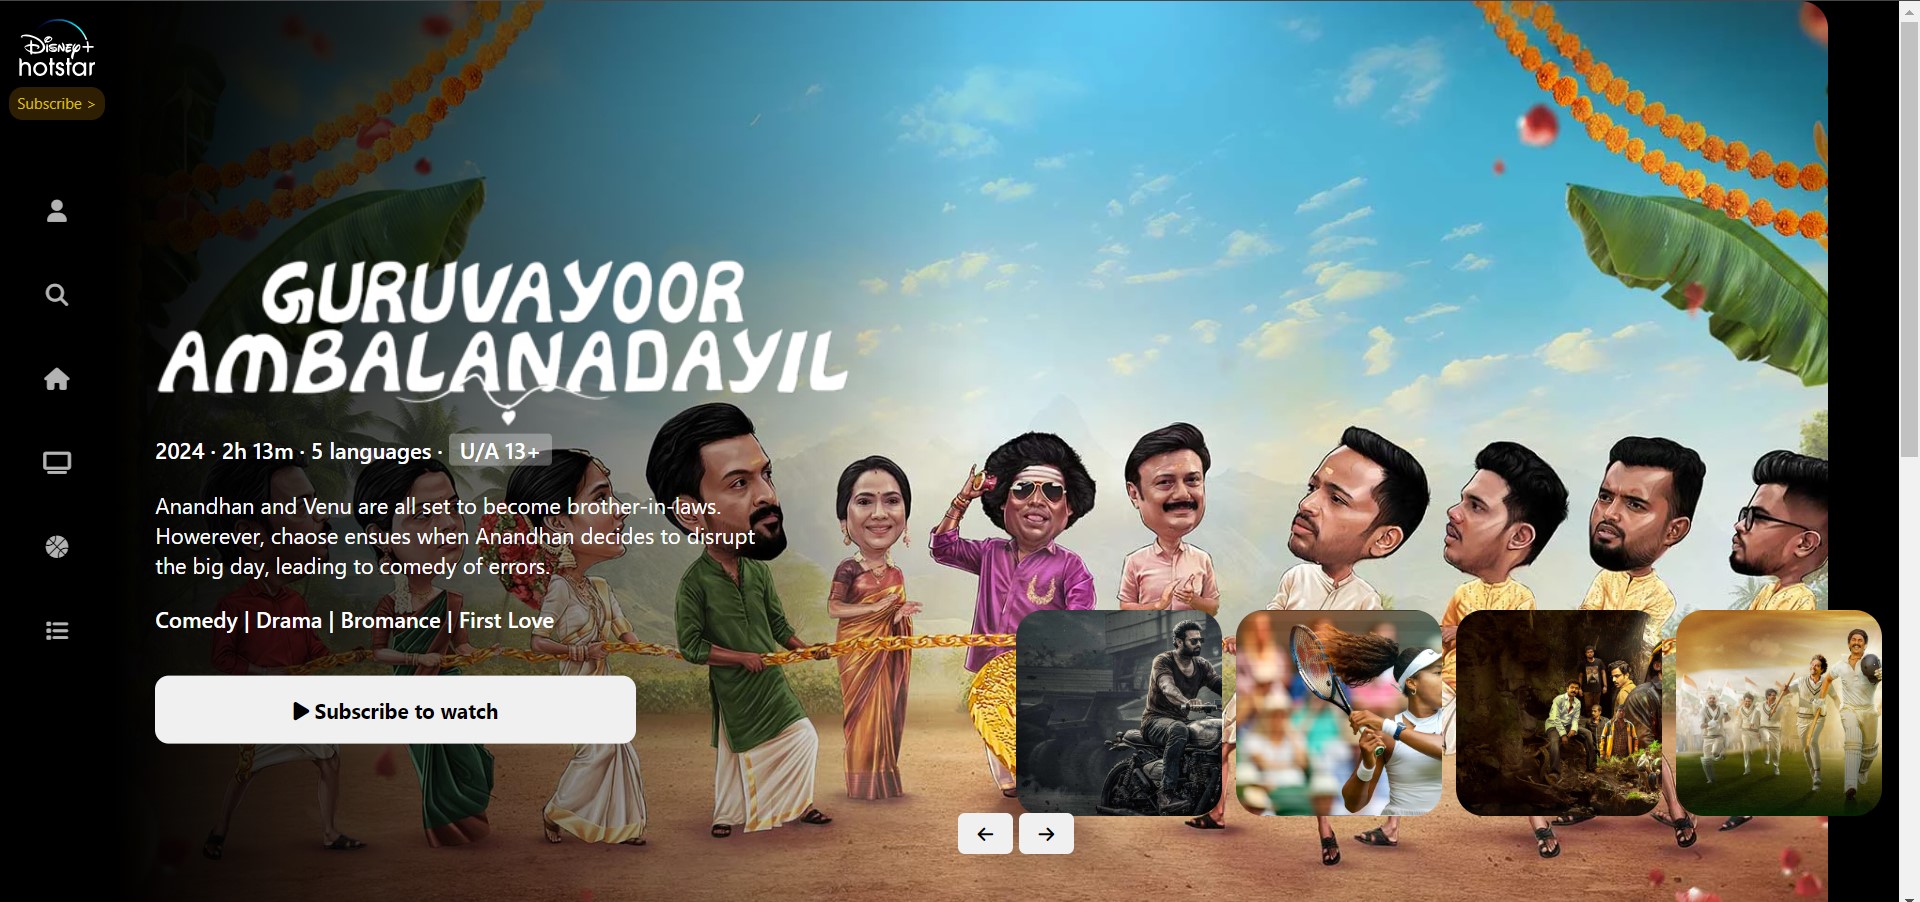 Disney+
hotstar
Subscribe >
GURUVAYOOR
AMBALANADAYIL
2024 · 2h 13m · 5 languages · U/A 13+
Anandhan and Venu are all set to become brother-in-laws.
Howerever, choase ensues when Anandhan decides to disrupt
the big day, leading to comedy of errors.
Comedy | Drama | Bromance | First Love
Subscribe to watch